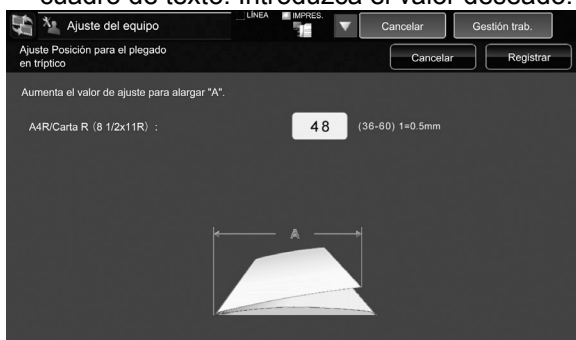 cuadro de texto. Introduzca el valor deseado.
Ajuste del equipo
LÍNEA
IMPRES.
Cancelar
Gestión trab.
Ajuste Posición para el plegado
en tríptico
Cancelar
Registrar
Aumenta el valor de ajuste para alargar "A".
A4R/Carta R (8 1/2x11R) :
48
(36-60) 1=0.5mm
A